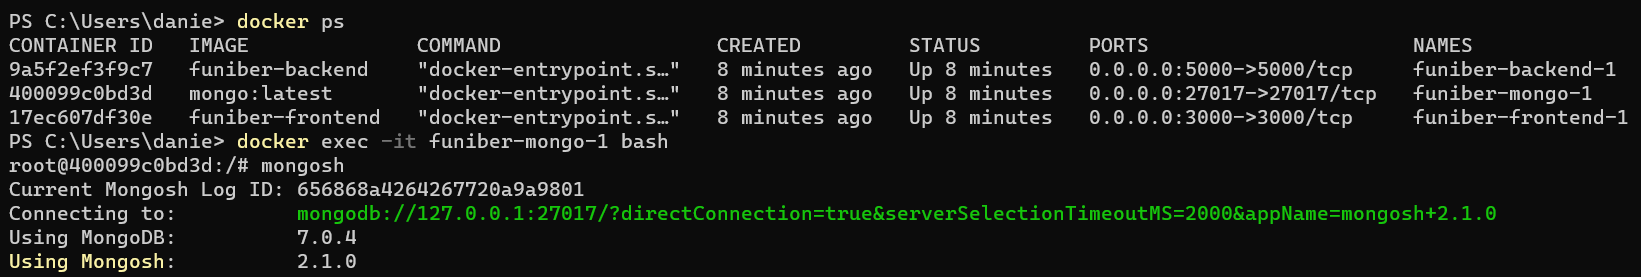 PS C:\Users\danie> docker ps
CONTAINER ID   IMAGE              COMMAND                  CREATED         STATUS         PORTS                      NAMES
9a5f2ef3f9c7   funiber-backend    "docker-entrypoint.s…"   8 minutes ago   Up 8 minutes   0.0.0.0:5000->5000/tcp     funiber-backend-1
400099c0bd3d   mongo:latest       "docker-entrypoint.s…"   8 minutes ago   Up 8 minutes   0.0.0.0:27017->27017/tcp   funiber-mongo-1
17ec607df30e   funiber-frontend   "docker-entrypoint.s…"   8 minutes ago   Up 8 minutes   0.0.0.0:3000->3000/tcp     funiber-frontend-1
PS C:\Users\danie> docker exec -it funiber-mongo-1 bash
root@400099c0bd3d:/# mongosh
Current Mongosh Log ID: 656868a4264267720a9a9801
Connecting to:          mongodb://127.0.0.1:27017/?directConnection=true&serverSelectionTimeoutMS=2000&appName=mongosh+2.1.0
Using MongoDB:          7.0.4
Using Mongosh:          2.1.0